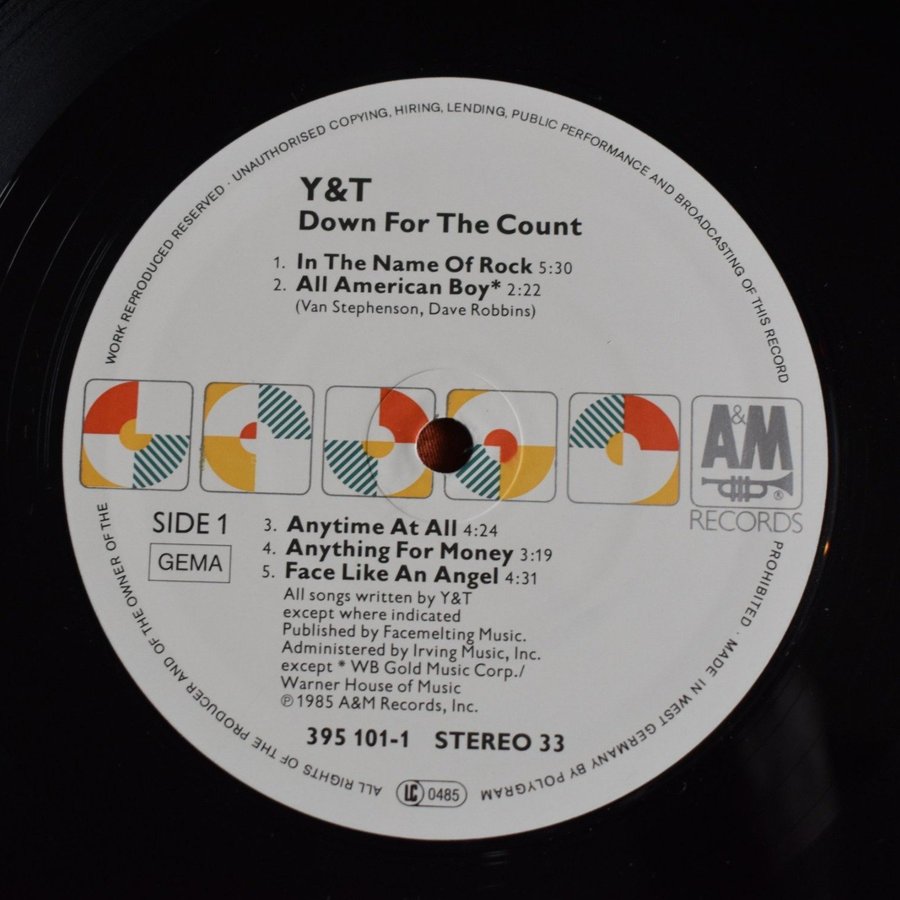 WORK REPRODUCED RESERVED · UNAUTHORISED COPYING, HIRING, LENDING, PUBLIC PERFORMANCE AND BROADCASTING OF THIS RECORD
Y&T
Down For The Count
1. In The Name Of Rock 5:30
2. All American Boy* 2:22
(Van Stephenson, Dave Robbins)
A&M
®
RECORDS
SIDE 1
GEMA
3. Anytime At All 4:24
4. Anything For Money 3:19
5. Face Like An Angel 4:31
All songs written by Y&T
except where indicated
Published by Facemelting Music.
Administered by Irving Music, Inc.
except * WB Gold Music Corp./
Warner House of Music
℗1985 A&M Records, Inc.
395 101-1 STEREO 33
PROHIBITED · MADE IN WEST GERMANY BY POLYGRAM
LC 0485
ALL RIGHTS OF THE PRODUCER AND OF THE OWNER OF THE